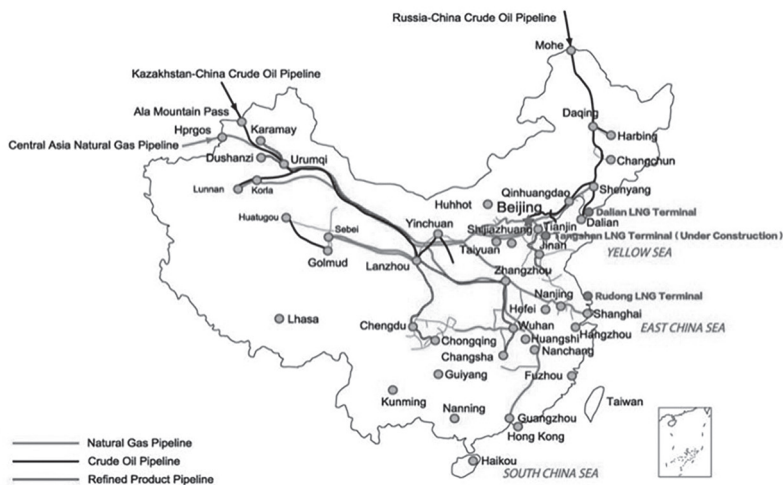 Russia-China Crude Oil Pipeline
Mohe
Kazakhstan-China Crude Oil Pipeline
Ala Mountain Pass
Hprgos
Karamay
Central Asia Natural Gas Pipeline
Dushanzi
Urumqi
Daqing
Harbing
Changchun
Lunnan
Korla
Qinhuangdao
Shenyang
Huhhot
Beijing
Dalian LNG Terminal
Dalian
Huatugou
Sebei
Yinchuan
Shijiazhuang
Tianjin
Tangshan LNG Terminal (Under Construction)
Taiyuan
Jinan
YELLOW SEA
Golmud
Lanzhou
Zhangzhou
Nanjing
Rudong LNG Terminal
Hefei
Shanghai
Lhasa
Chengdu
Wuhan
Hangzhou
EAST CHINA SEA
Chongqing
Huangshi
Changsha
Nanchang
Guiyang
Fuzhou
Kunming
Taiwan
Nanning
Guangzhou
Hong Kong
Natural Gas Pipeline
Crude Oil Pipeline
Refined Product Pipeline
Haikou
SOUTH CHINA SEA